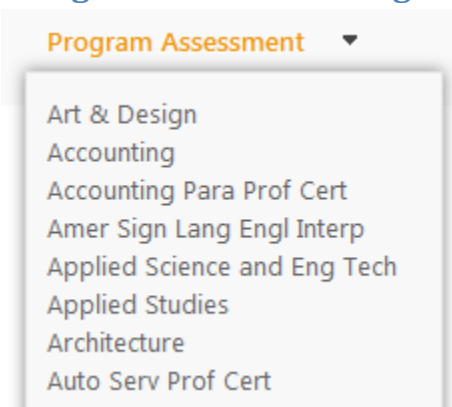 Program Assessment
Art & Design
Accounting
Accounting Para Prof Cert
Amer Sign Lang Engl Interp
Applied Science and Eng Tech
Applied Studies
Architecture
Auto Serv Prof Cert